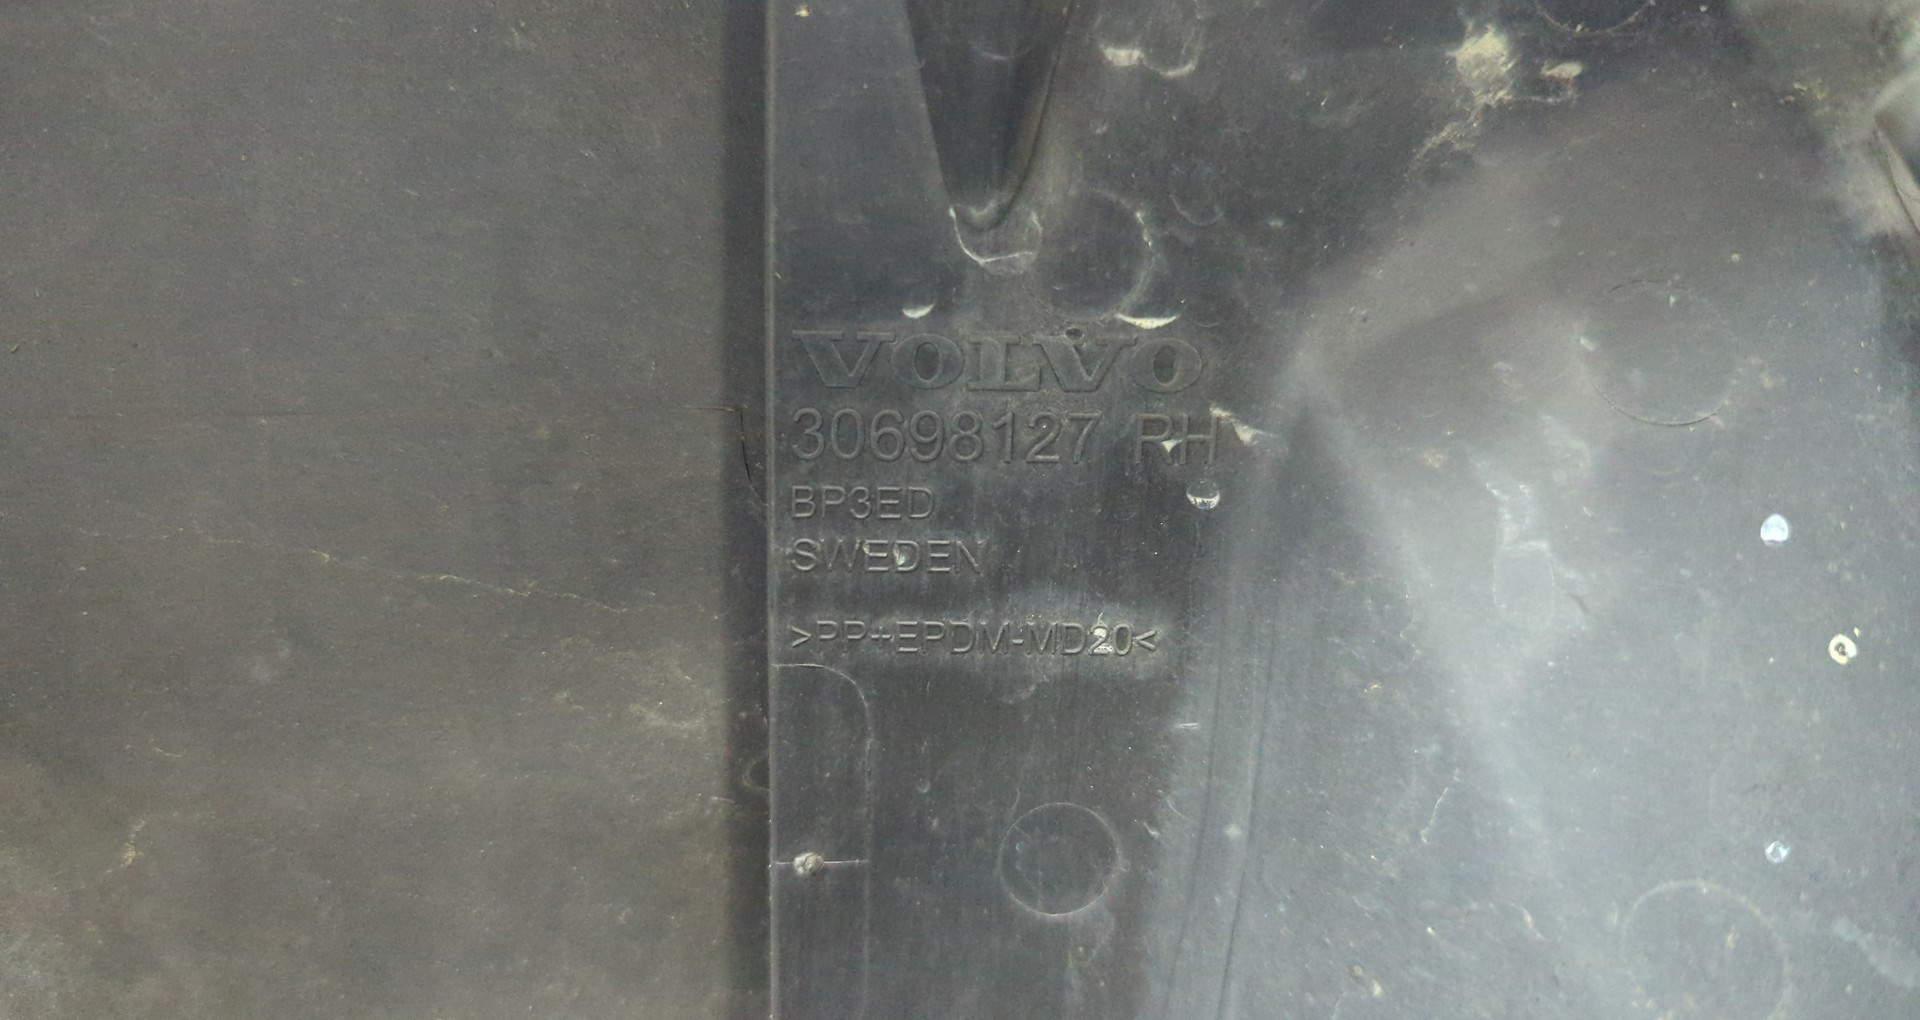 VOLVO
30698127 RH
BP3ED
SWEDEN
>PP+EPDM-MD20<